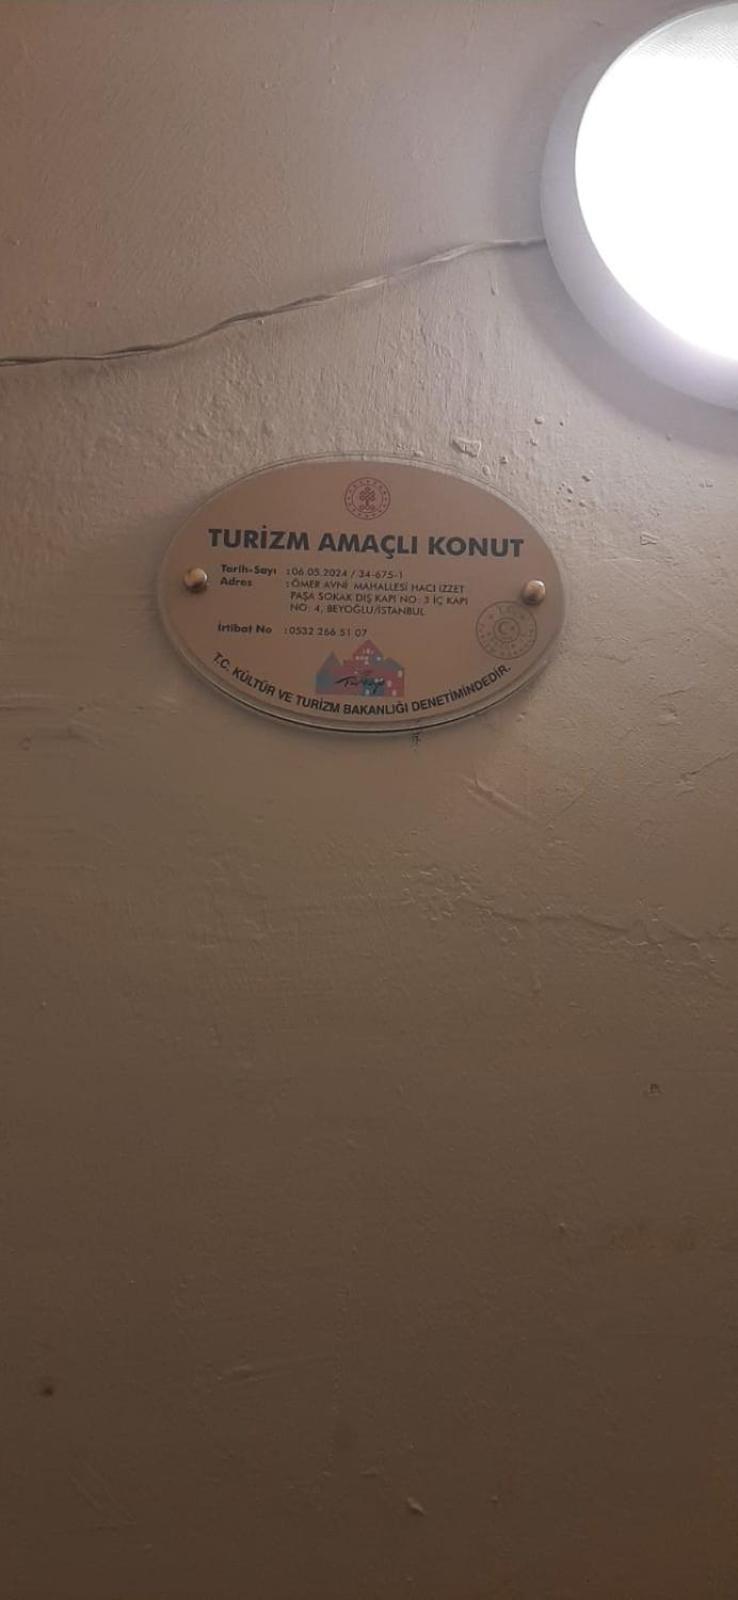 TURİZM AMAÇLI KONUT
Tarih-Sayı : 06.05.2024 / 34-675-1
Adres : ÖMER AVNİ MAHALLESİ HACI İZZET
PAŞA SOKAK DIŞ KAPI NO: 3 İÇ KAPI
NO: 4, BEYOĞLU/İSTANBUL
İrtibat No : 0532 266 51 07
Türkiye
T.C. KÜLTÜR VE TURİZM BAKANLIĞI DENETİMİNDEDİR.